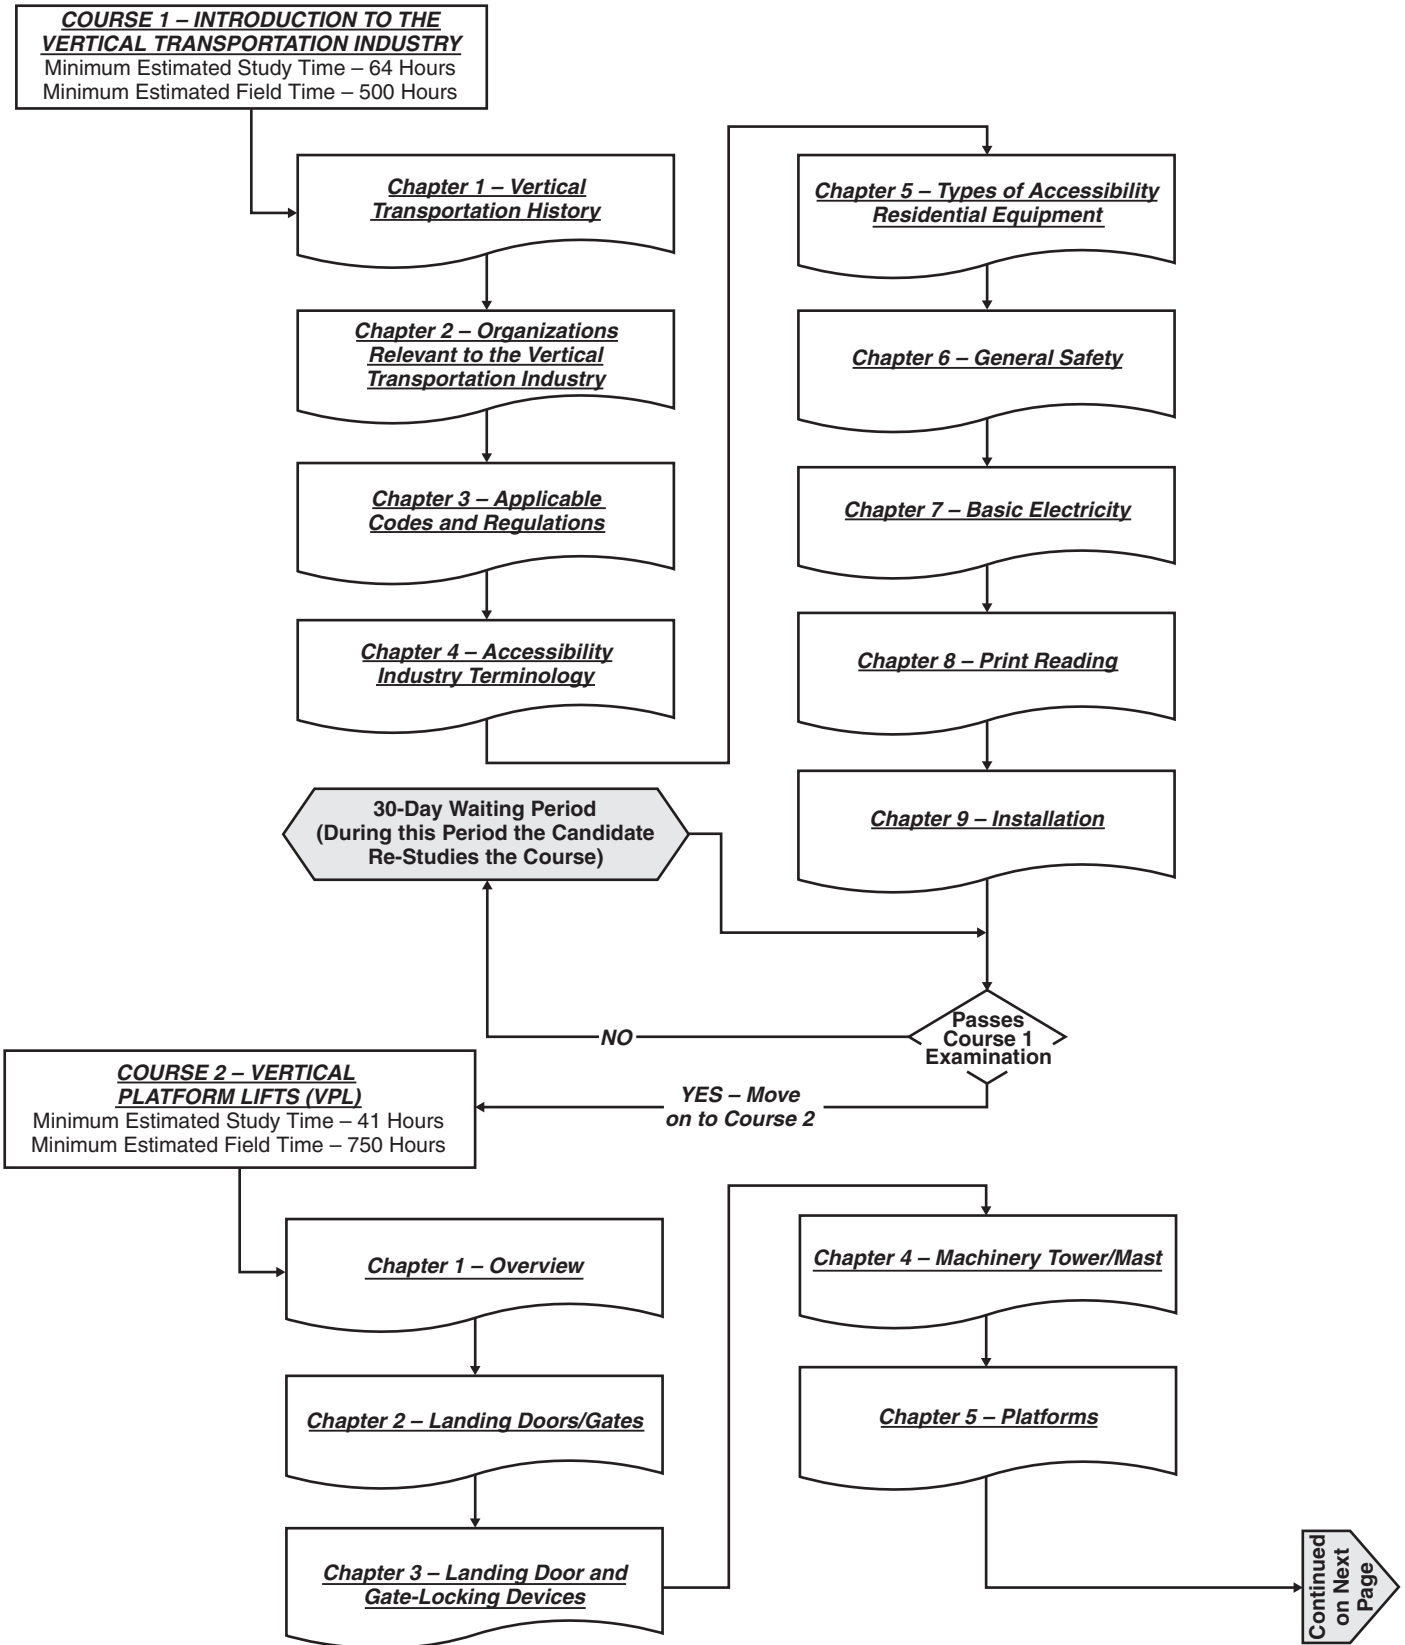 COURSE 1 – INTRODUCTION TO THE
VERTICAL TRANSPORTATION INDUSTRY
Minimum Estimated Study Time – 64 Hours
Minimum Estimated Field Time – 500 Hours
Chapter 1 – Vertical
Transportation History
Chapter 2 – Organizations
Relevant to the Vertical
Transportation Industry
Chapter 3 – Applicable
Codes and Regulations
Chapter 4 – Accessibility
Industry Terminology
Chapter 5 – Types of Accessibility
Residential Equipment
Chapter 6 – General Safety
Chapter 7 – Basic Electricity
Chapter 8 – Print Reading
Chapter 9 – Installation
30-Day Waiting Period
(During this Period the Candidate
Re-Studies the Course)
Passes
Course 1
Examination
NO
YES – Move
on to Course 2
COURSE 2 – VERTICAL
PLATFORM LIFTS (VPL)
Minimum Estimated Study Time – 41 Hours
Minimum Estimated Field Time – 750 Hours
Chapter 1 – Overview
Chapter 2 – Landing Doors/Gates
Chapter 3 – Landing Door and
Gate-Locking Devices
Chapter 4 – Machinery Tower/Mast
Chapter 5 – Platforms
Continued
on Next
Page